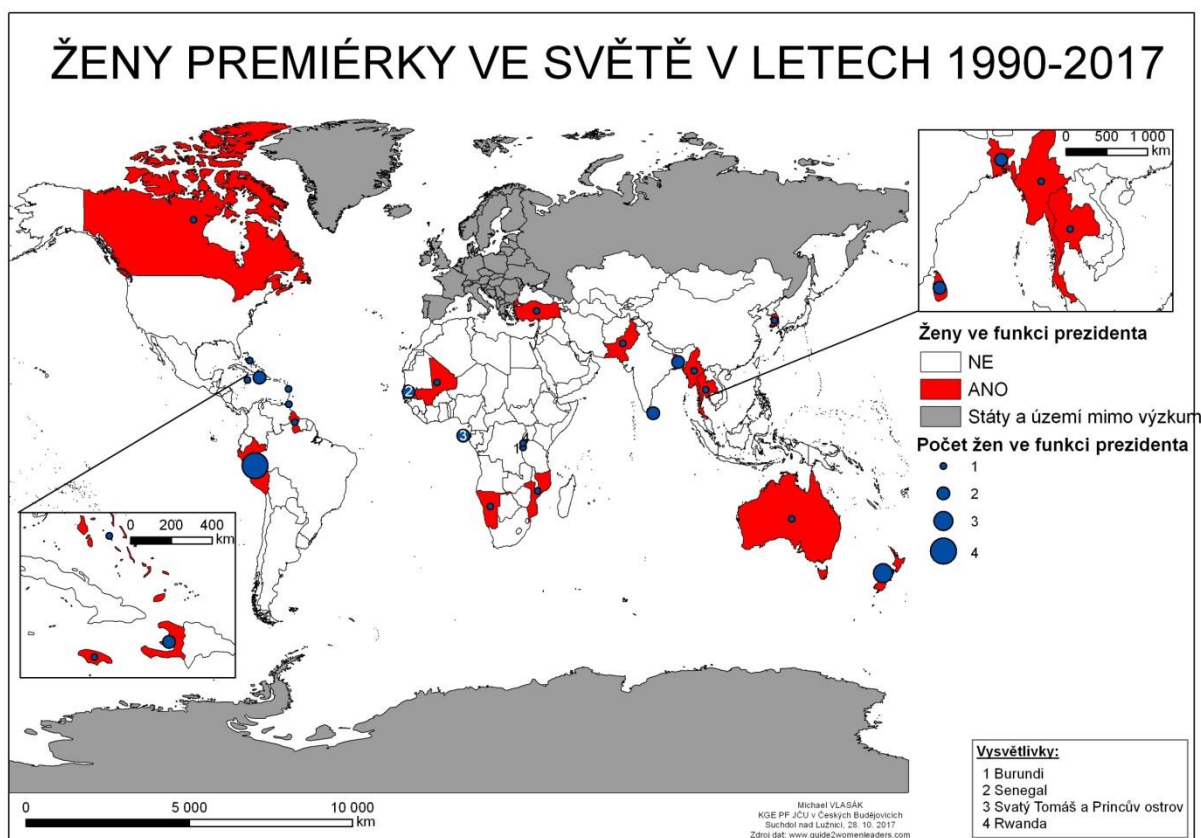 ŽENY PREMIÉRKY VE SVĚTĚ V LETECH 1990-2017
0 500 1 000
km
Ženy ve funkci prezidenta
NE
ANO
Státy a území mimo výzkum
Počet žen ve funkci prezidenta
1
2
3
4
2
3
4
1
0 200 400
km
0 5 000 10 000
km
Michael VLASÁK
KGE PF JČU v Českých Budějovicích
Suchdol nad Lužnicí, 28. 10. 2017
Zdroj dat: www.guide2womenleaders.com
Vysvětlivky:
1 Burundi
2 Senegal
3 Svatý Tomáš a Princův ostrov
4 Rwanda